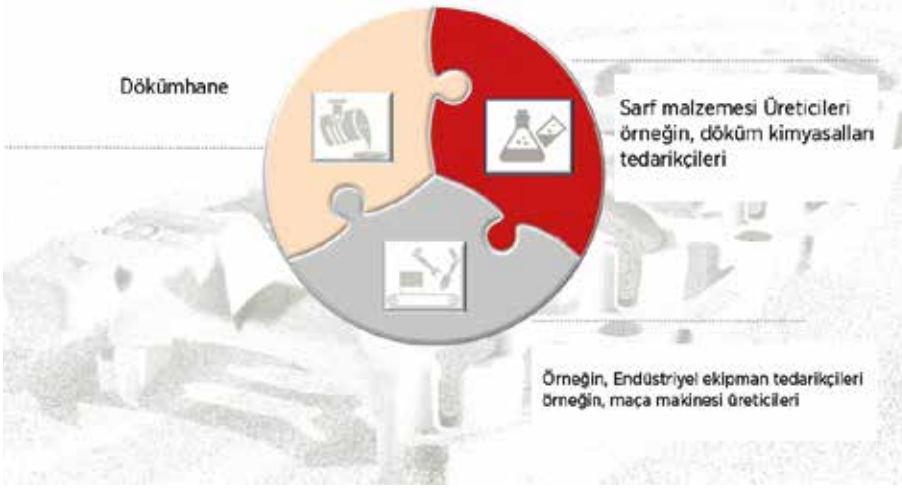 Dökümhane
Sarf malzemesi Üreticileri
örneğin, döküm kimyasalları
tedarikçileri
Örneğin, Endüstriyel ekipman tedarikçileri
örneğin, maça makinesi üreticileri